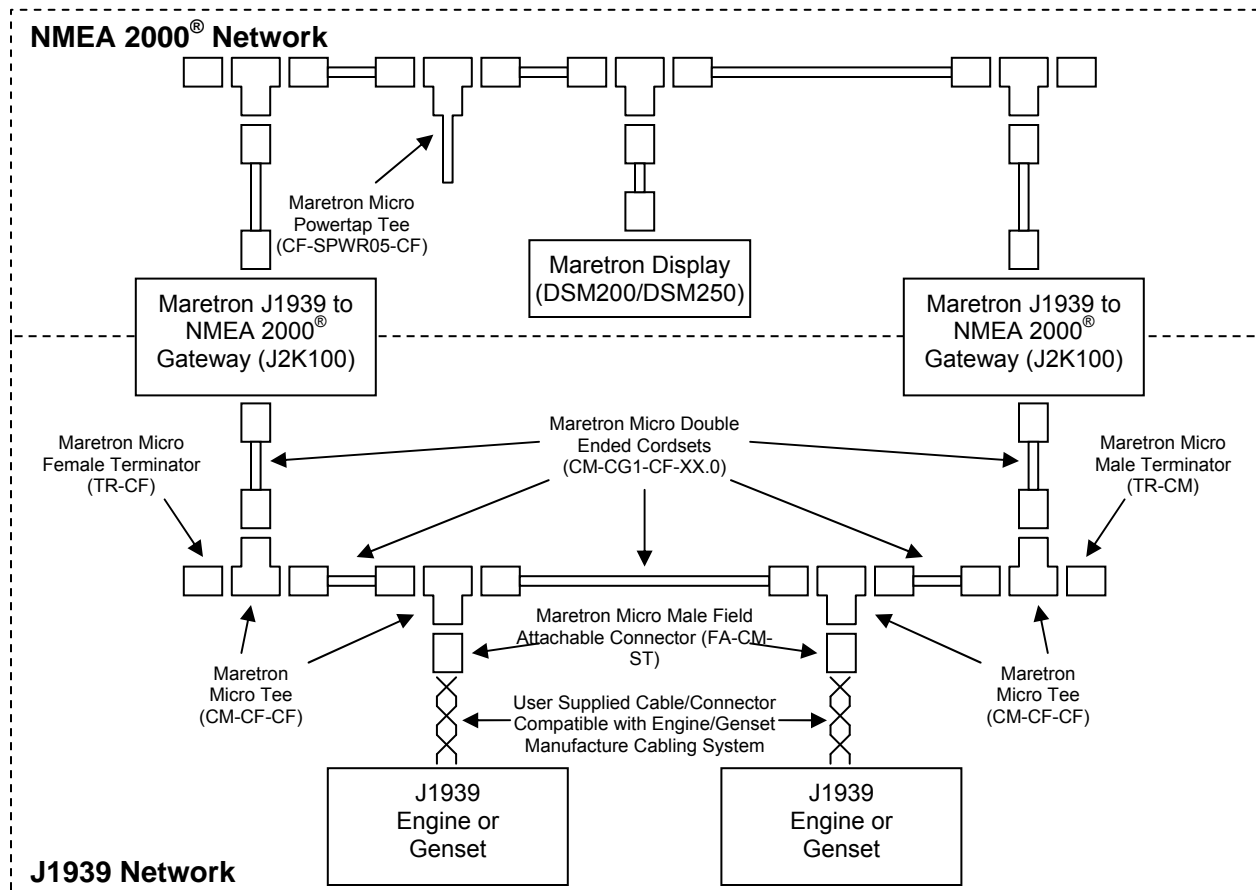 NMEA 2000® Network
Maretron Micro
Powertap Tee
(CF-SPWR05-CF)
Maretron Display
(DSM200/DSM250)
Maretron J1939 to
NMEA 2000®
Gateway (J2K100)
Maretron J1939 to
NMEA 2000®
Gateway (J2K100)
Maretron Micro
Female Terminator
(TR-CF)
Maretron Micro Double
Ended Cordsets
(CM-CG1-CF-XX.0)
Maretron Micro
Male Terminator
(TR-CM)
Maretron
Micro Tee
(CM-CF-CF)
Maretron Micro Male Field
Attachable Connector (FA-CM-
ST)
Maretron
Micro Tee
(CM-CF-CF)
User Supplied Cable/Connector
Compatible with Engine/Genset
Manufacture Cabling System
J1939
Engine or
Genset
J1939
Engine or
Genset
J1939 Network